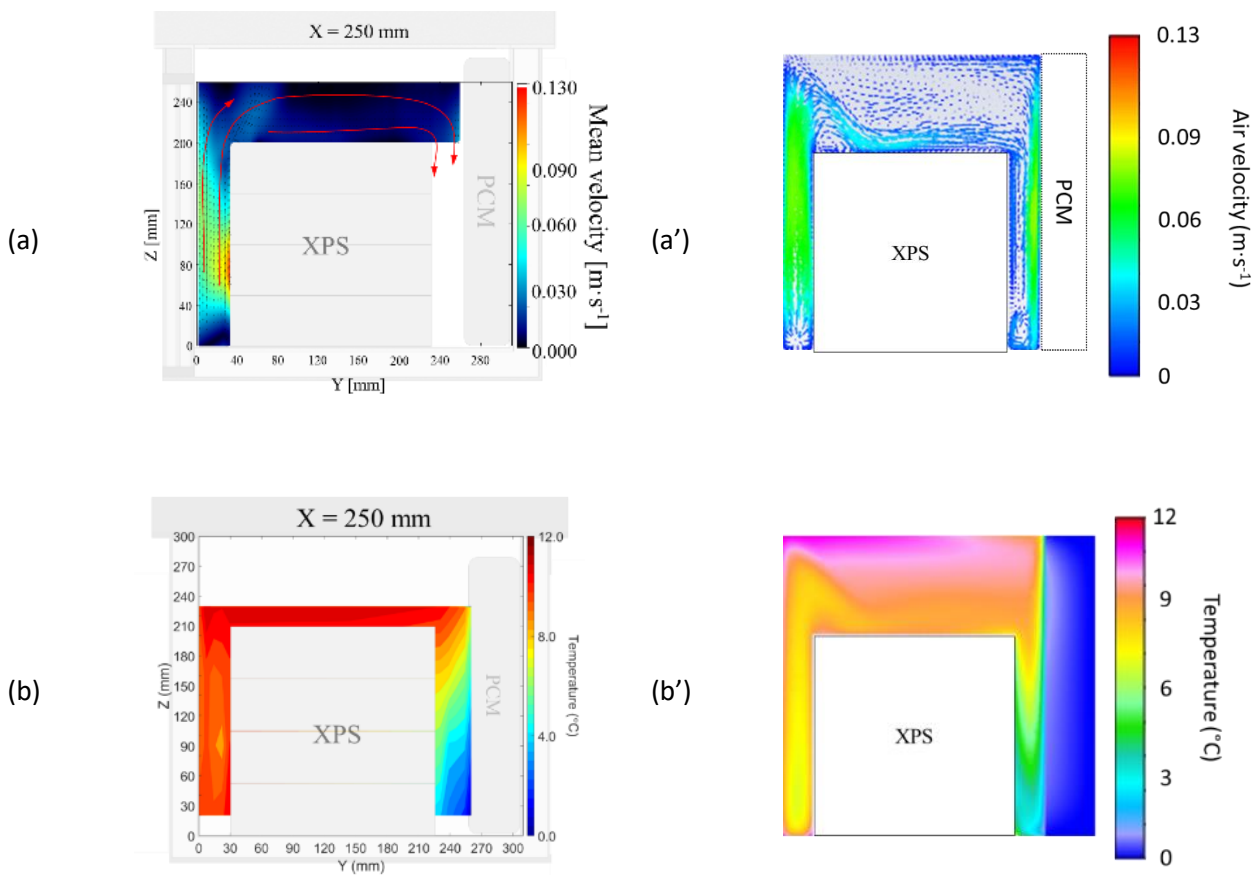 (a)
X = 250 mm
240
200
160
120
80
40
0
Z [mm]
0
40
80
120
160
200
240
280
Y [mm]
XPS
PCM
0.130
0.090
0.060
0.030
0.000
Mean velocity [m·s⁻¹]
(a’)
XPS
PCM
0.13
0.09
0.06
0.03
0
Air velocity (m·s⁻¹)
(b)
X = 250 mm
300
270
240
210
180
150
120
90
60
30
0
Z (mm)
0
30
60
90
120
150
180
210
240
270
300
Y (mm)
XPS
PCM
12.0
8.0
4.0
0.0
Temperature (°C)
(b’)
XPS
12
9
6
3
0
Temperature (°C)